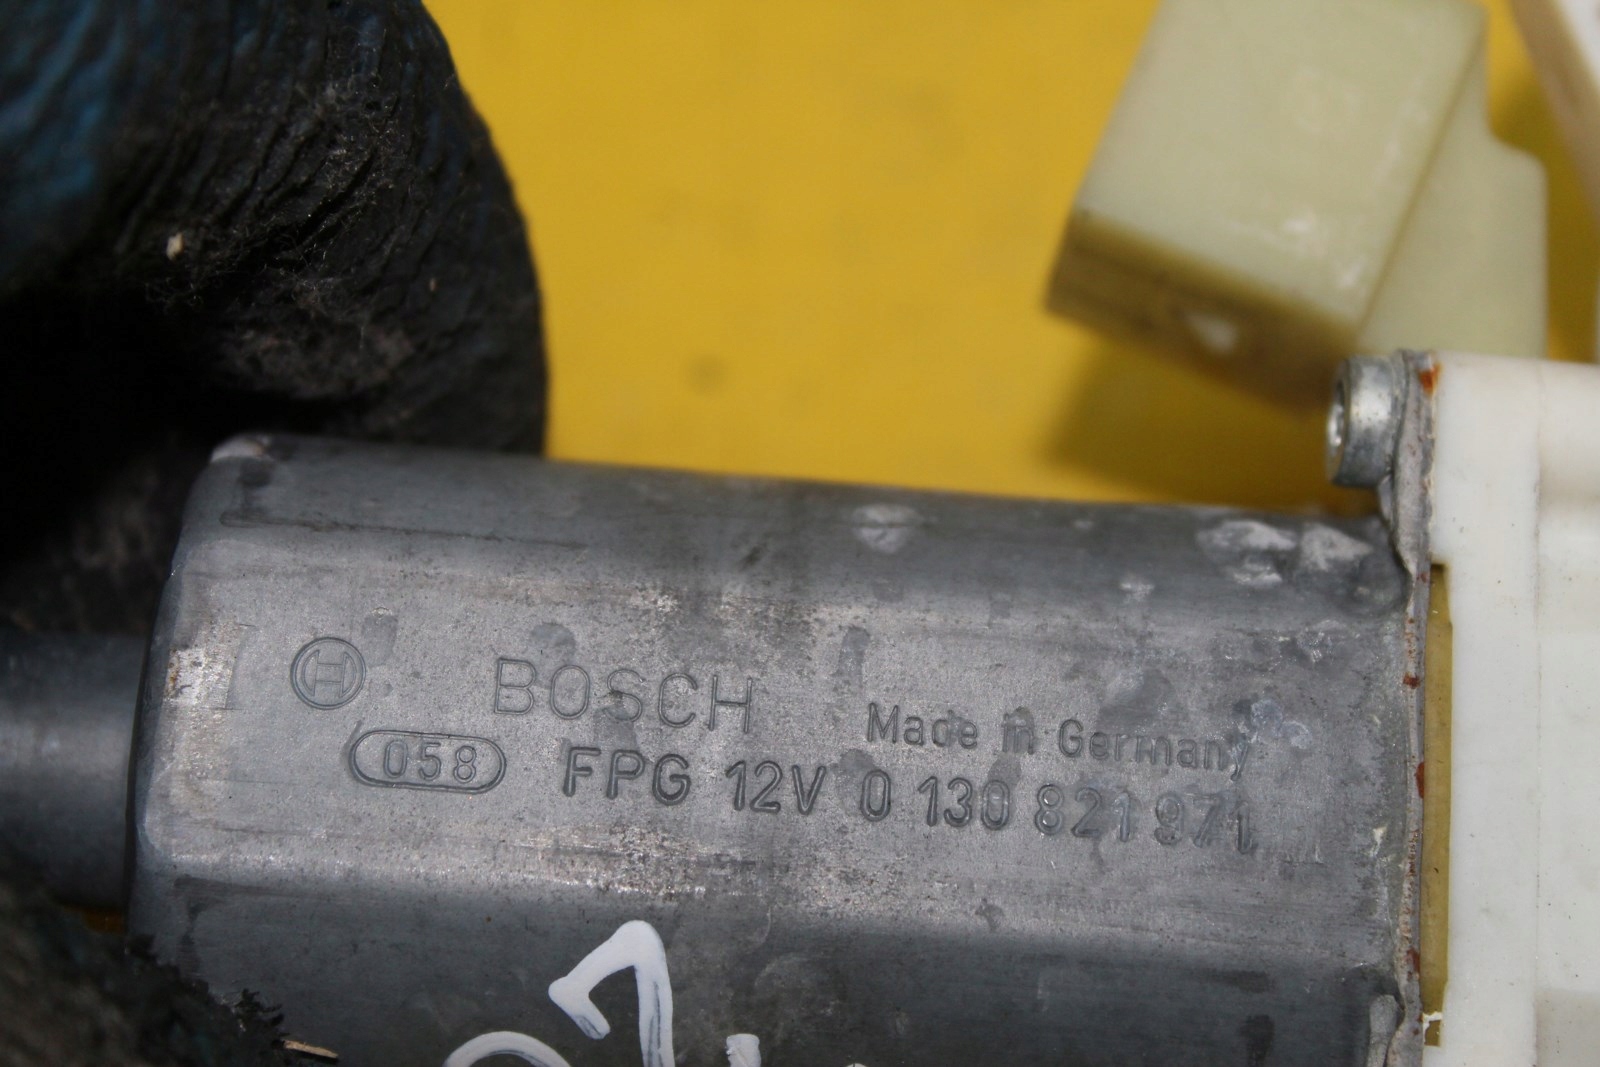 BOSCH Made in Germany
058 FPG 12V 0 130 821 971